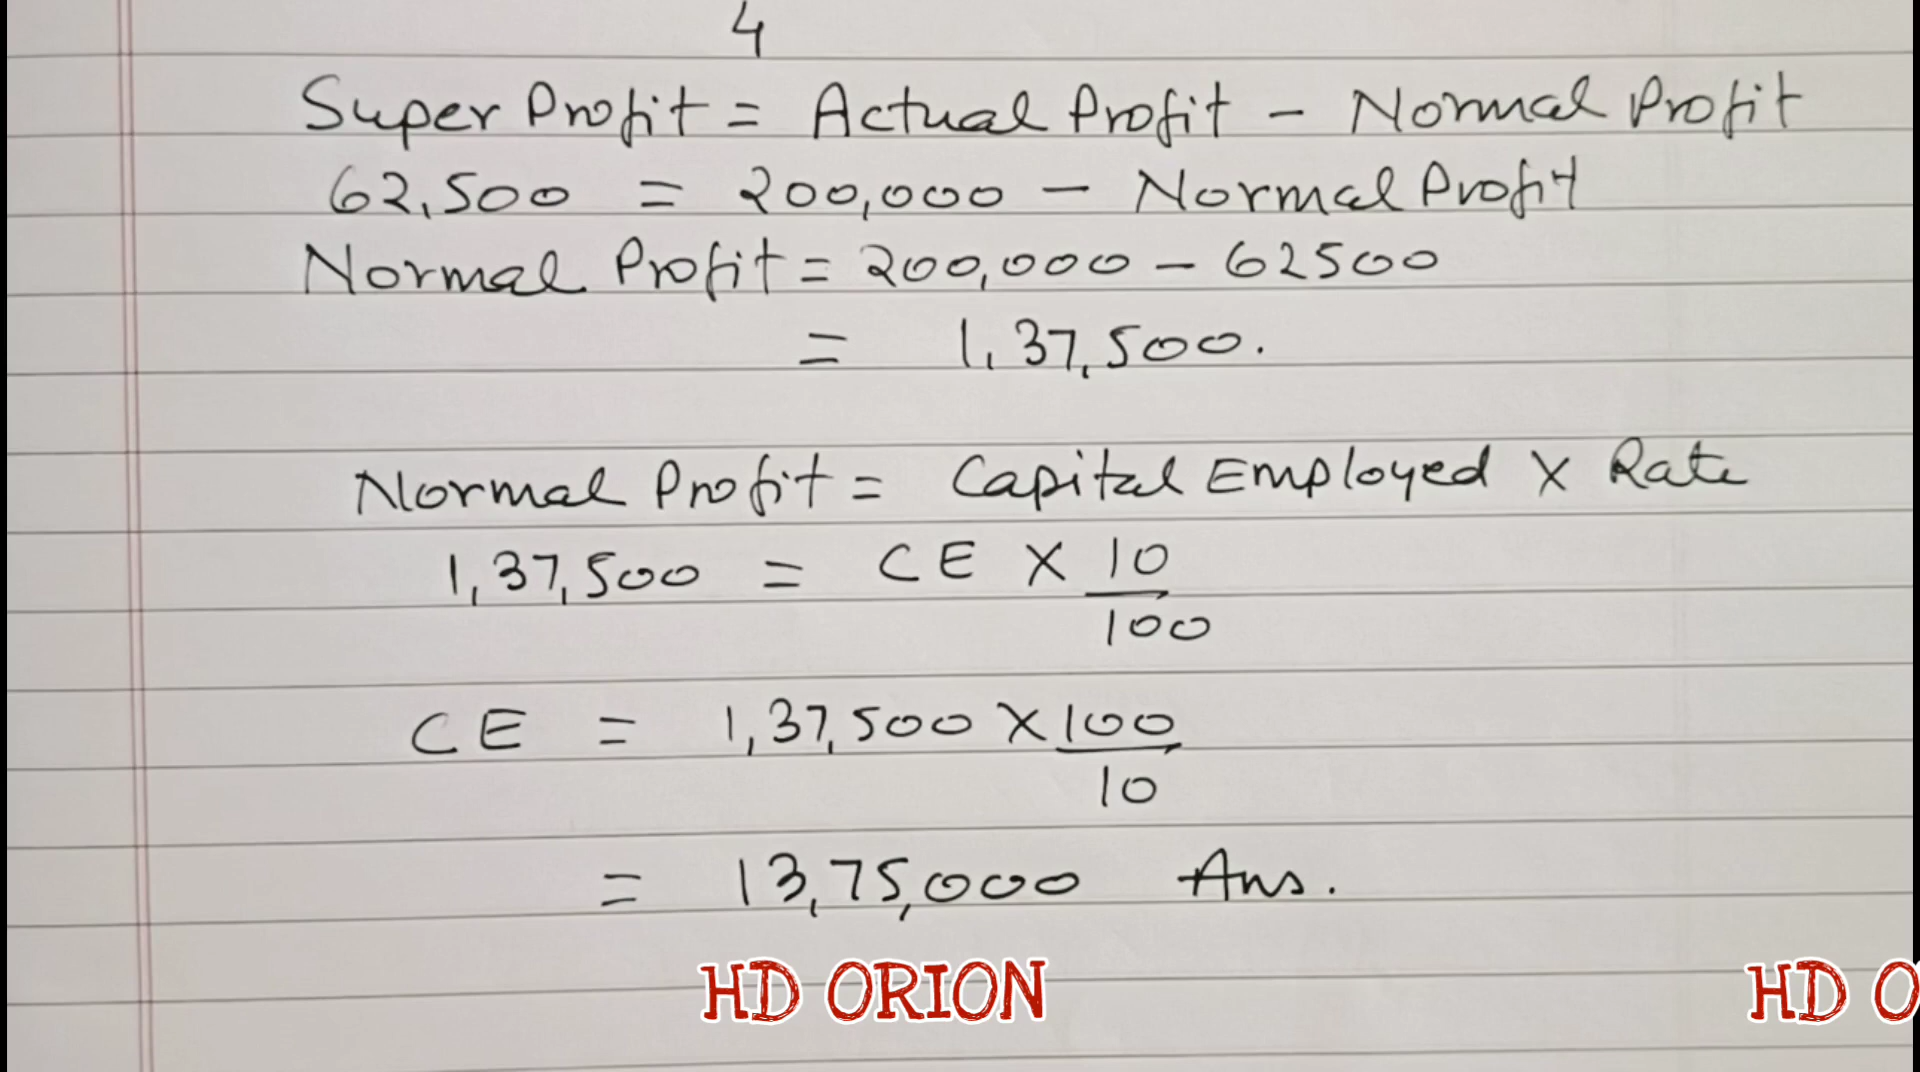 4
Super Profit = Actual Profit - Normal Profit
62,500 = 200,000 - Normal Profit
Normal Profit = 200,000 - 62500
= 1,37,500.
Normal Profit = Capital Employed X Rate
1,37,500 = CE X 10
100
CE = 1,37,500 X 100
10
= 13,75,000 Ans.
HD ORION HD O